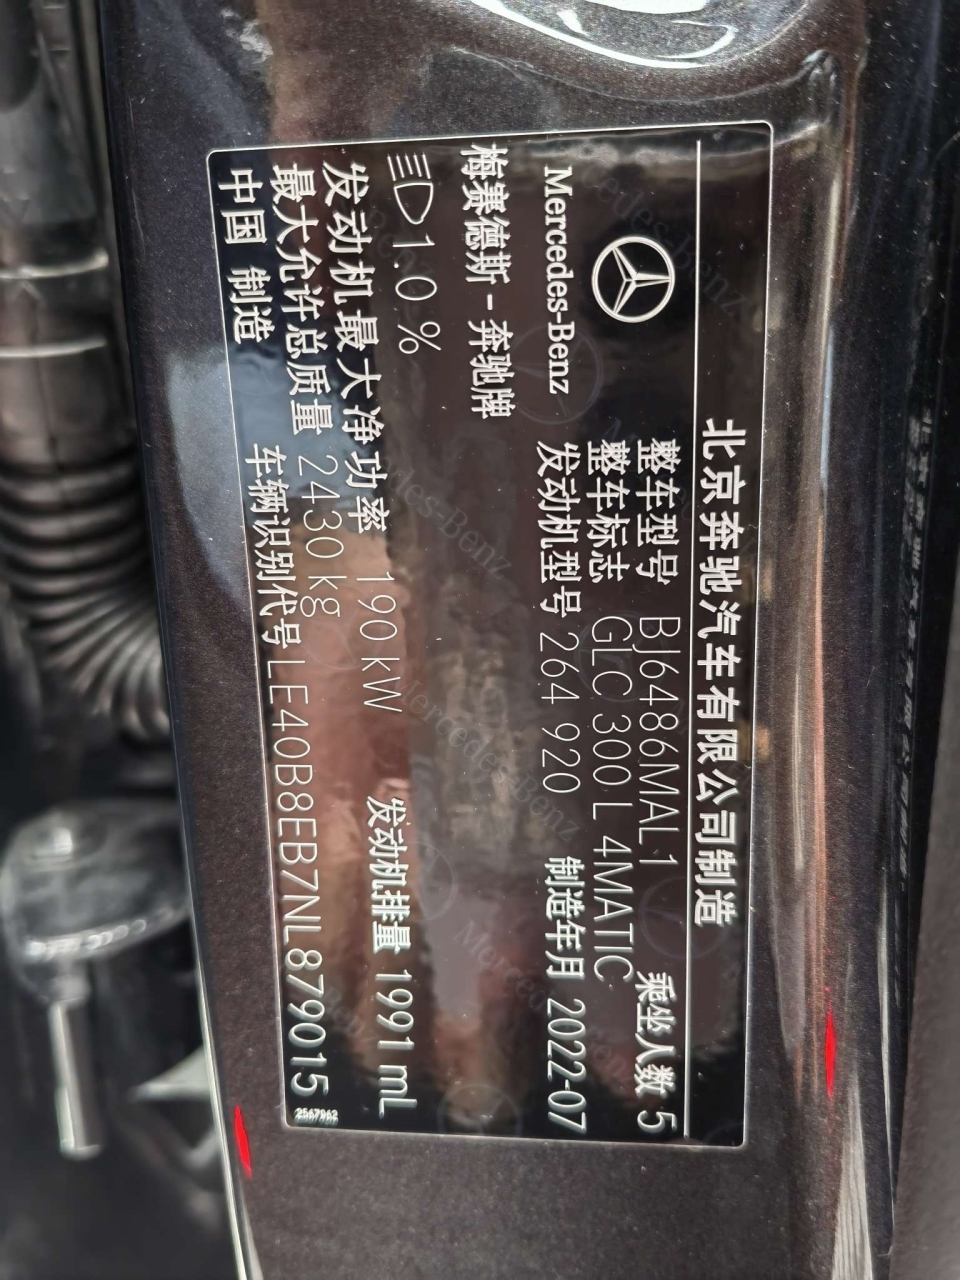 北京奔驰汽车有限公司制造
整车型号 BJ6486MAL1 乘坐人数 5
整车标志 GLC 300 L 4MATIC
Mercedes-Benz 发动机型号 264 920 制造年月 2022-07
梅赛德斯-奔驰牌
1.0 %
发动机最大净功率 190 kW 发动机排量 1991 mL
最大允许总质量 2430 kg
中国 制造 车辆识别代号 LE40B8EB7NL879015